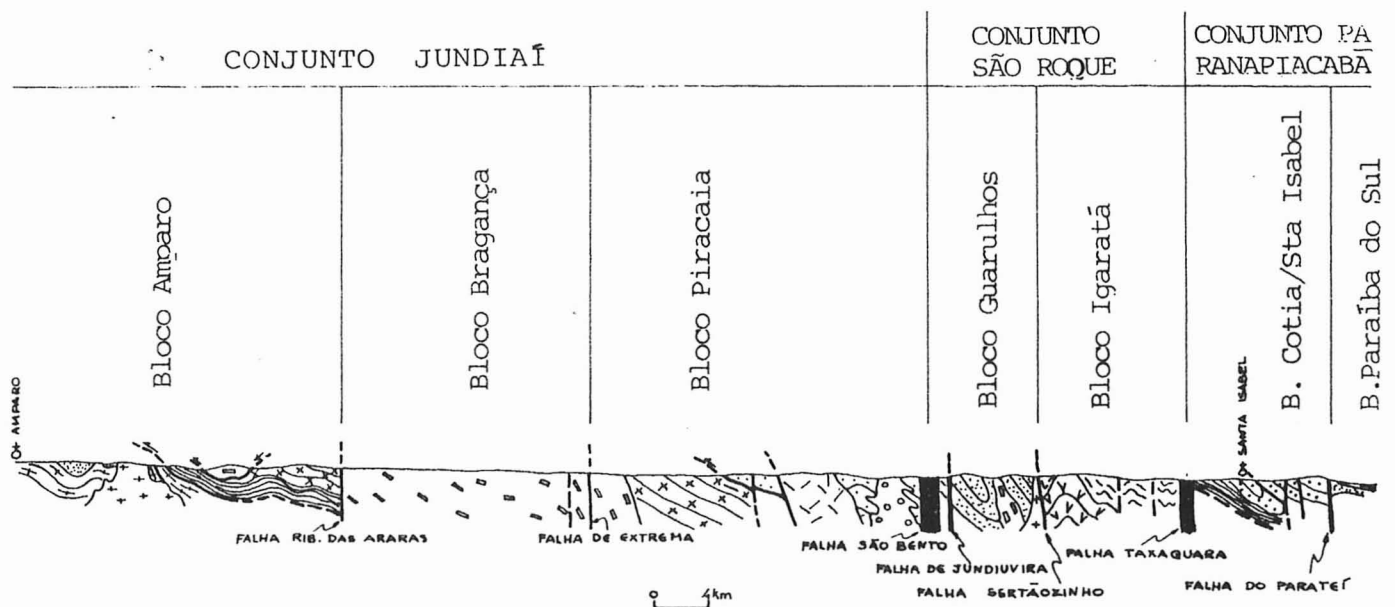 CONJUNTO JUNDIAÍ
CONJUNTO
SÃO ROQUE
CONJUNTO PA
RANAPIACABA
Bloco Amparo
Bloco Bragança
Bloco Piracaia
Bloco Guarulhos
Bloco Igaratá
B. Cotia/Sta Isabel
B.Paraíba do Sul
AMPARO
SANTA ISABEL
FALHA RIB. DAS ARARAS
FALHA DE EXTREMA
FALHA SÃO BENTO
FALHA DE JUNDIUVIRA
FALHA SERTÃOZINHO
FALHA TAXAQUARA
FALHA DO PARATEÍ
0 4km